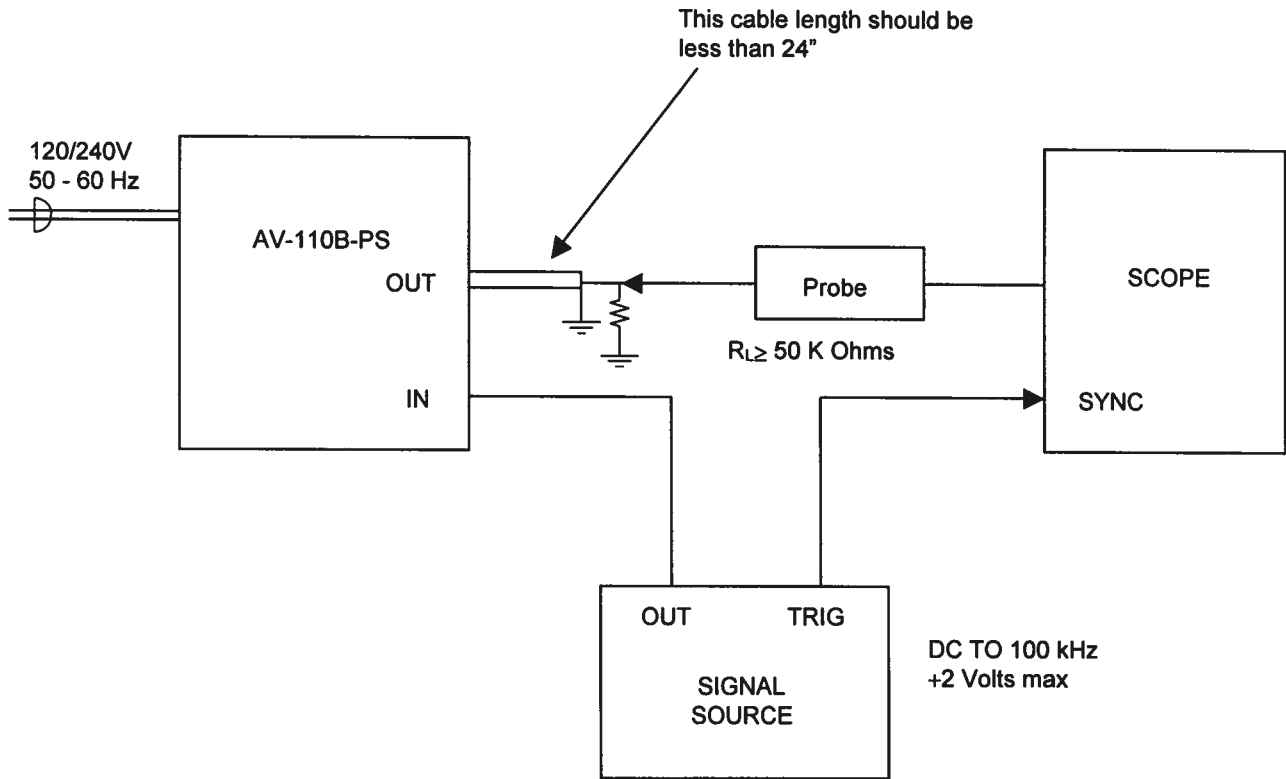 This cable length should be
less than 24”
120/240V
50 - 60 Hz
AV-110B-PS
OUT
IN
Probe
RL≥ 50 K Ohms
SCOPE
SYNC
OUT
TRIG
SIGNAL
SOURCE
DC TO 100 kHz
+2 Volts max